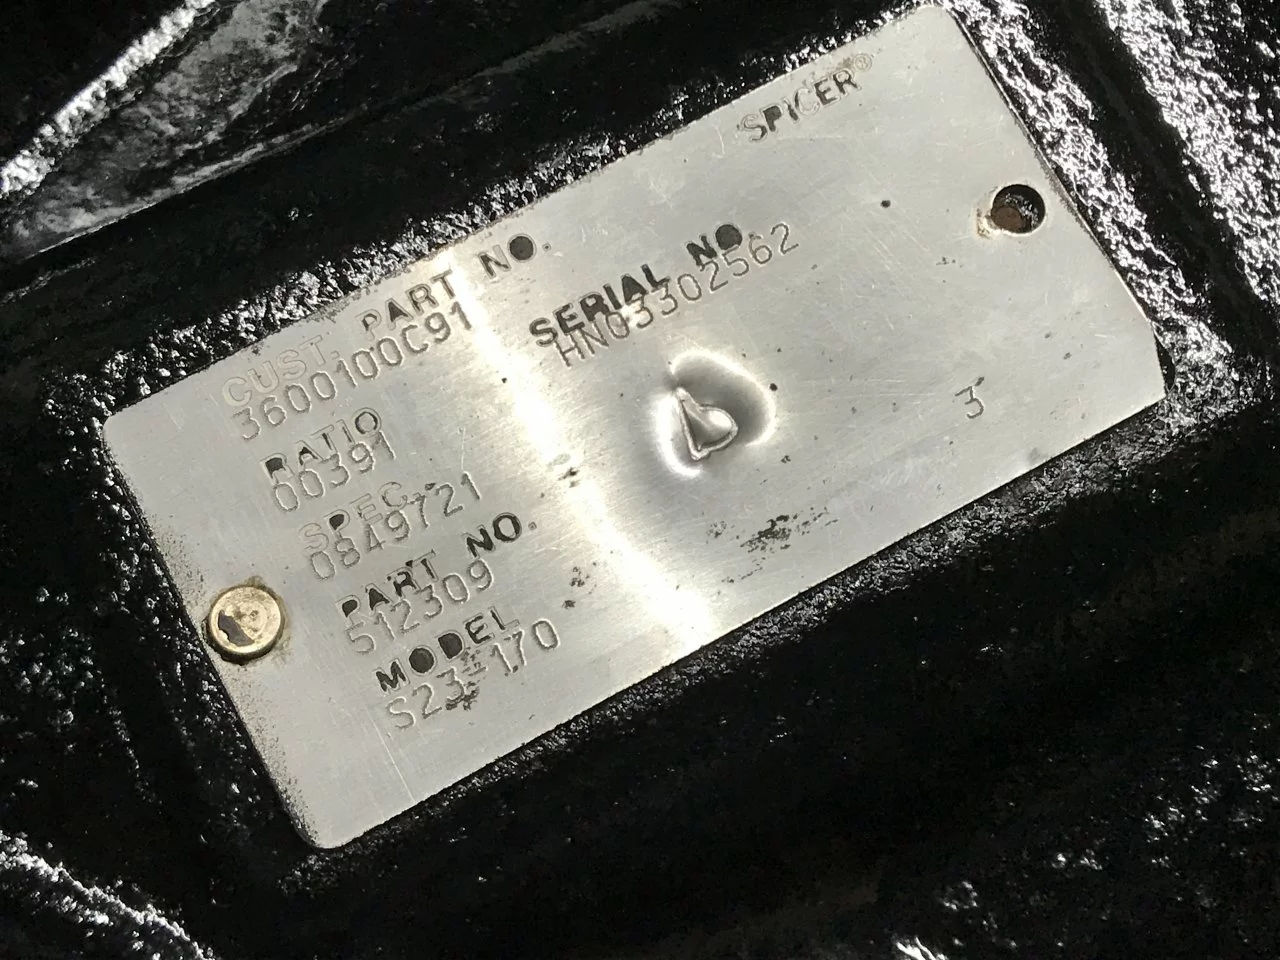 SPICER®
CUST. PART NO.
3600100C91
SERIAL NO.
HN03302562
RATIO
00391
SPEC.
0849721
PART NO.
512309
MODEL
S23-170
3